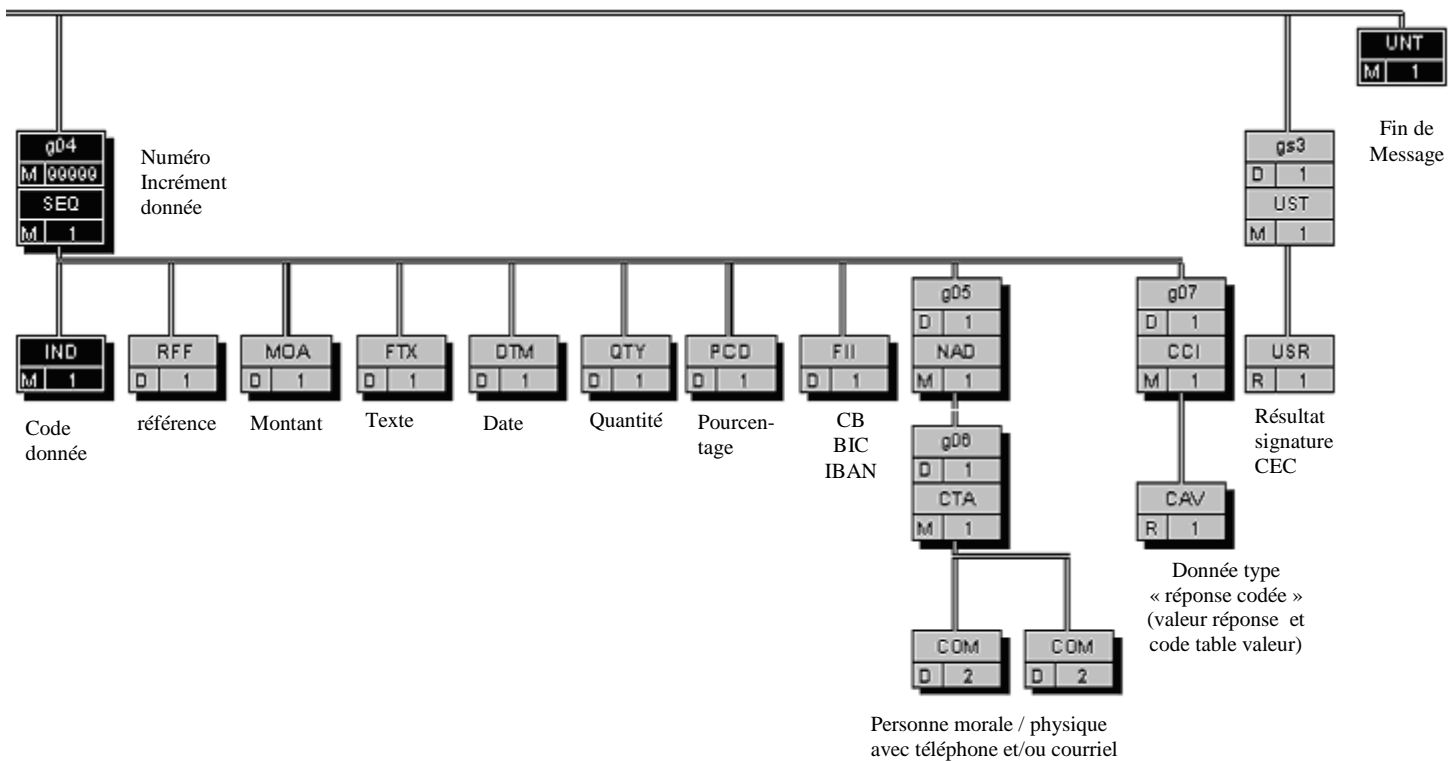 UNT
M 1
Fin de
Message
g04
M 99999
SEQ
M 1
Numéro
Incrément
donnée
gs3
D 1
UST
M 1
IND
M 1
Code
donnée
RFF
D 1
référence
MOA
D 1
Montant
FTX
D 1
Texte
DTM
D 1
Date
QTY
D 1
Quantité
PCD
D 1
Pourcen-
tage
FII
D 1
CB
BIC
IBAN
g05
D 1
NAD
M 1
g06
D 1
CTA
M 1
COM
D 2
COM
D 2
Personne morale / physique
avec téléphone et/ou courriel
g07
D 1
CCI
M 1
CAV
R 1
Donnée type
« réponse codée »
(valeur réponse et
code table valeur)
USR
R 1
Résultat
signature
CEC